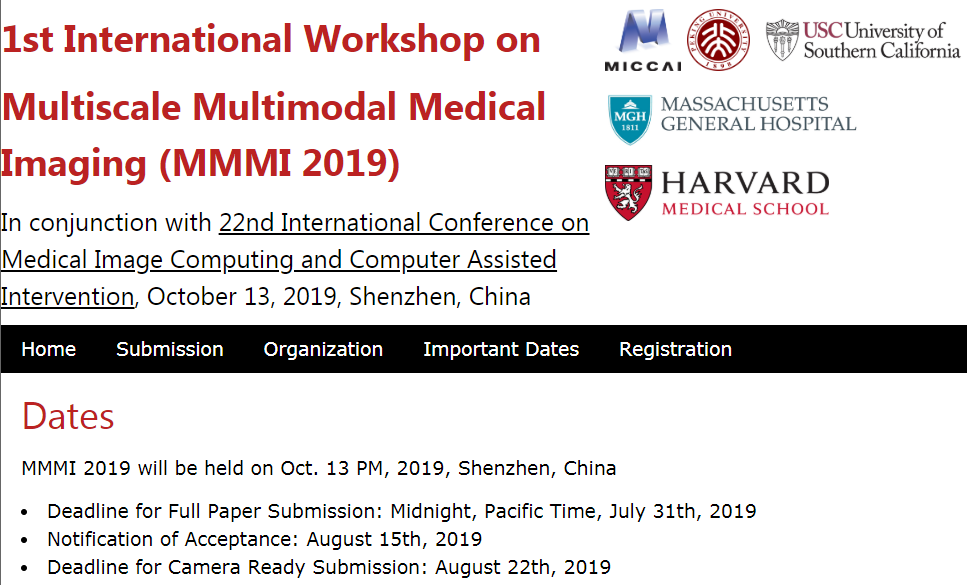 1st International Workshop on
Multiscale Multimodal Medical
Imaging (MMMI 2019)
In conjunction with 22nd International Conference on
Medical Image Computing and Computer Assisted
Intervention, October 13, 2019, Shenzhen, China
MICCAI
PEKING UNIVERSITY
1898
USC University of
Southern California
MGH
1811
MASSACHUSETTS
GENERAL HOSPITAL
HARVARD
MEDICAL SCHOOL
Home Submission Organization Important Dates Registration
Dates
MMMI 2019 will be held on Oct. 13 PM, 2019, Shenzhen, China
• Deadline for Full Paper Submission: Midnight, Pacific Time, July 31th, 2019
• Notification of Acceptance: August 15th, 2019
• Deadline for Camera Ready Submission: August 22th, 2019